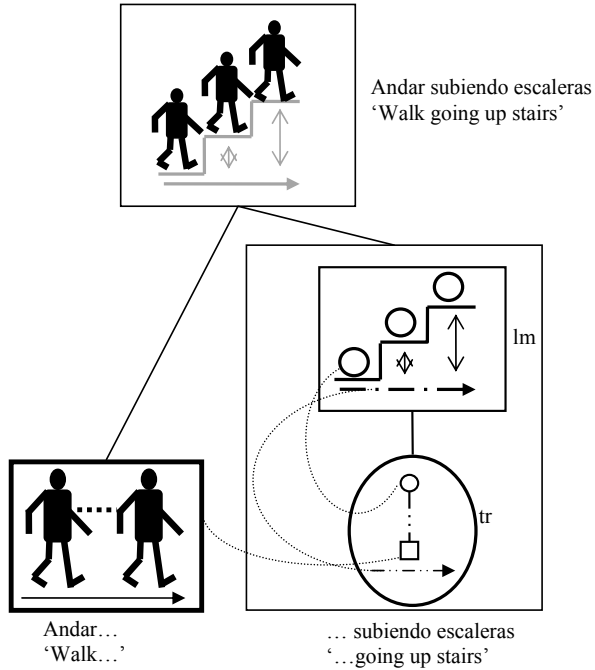 Andar subiendo escaleras
‘Walk going up stairs’
lm
tr
Andar…
‘Walk…’
… subiendo escaleras
‘…going up stairs’